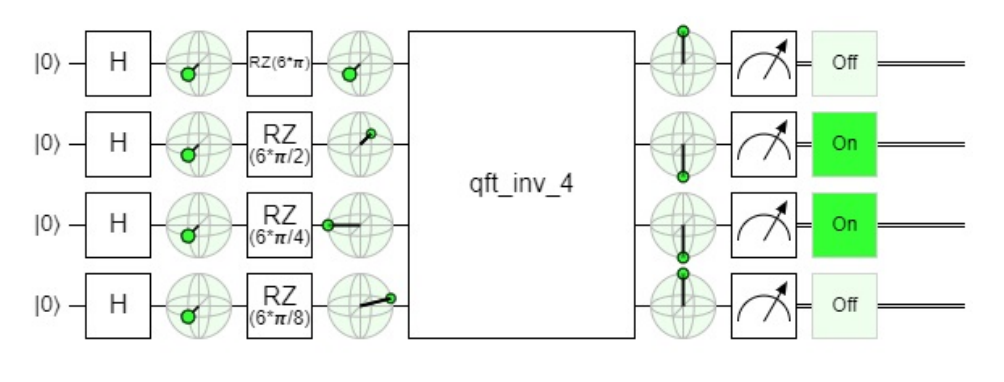 |0⟩ H RZ(6*π) Off
|0⟩ H RZ (6*π/2) On
qft_inv_4
|0⟩ H RZ (6*π/4) On
|0⟩ H RZ (6*π/8) Off